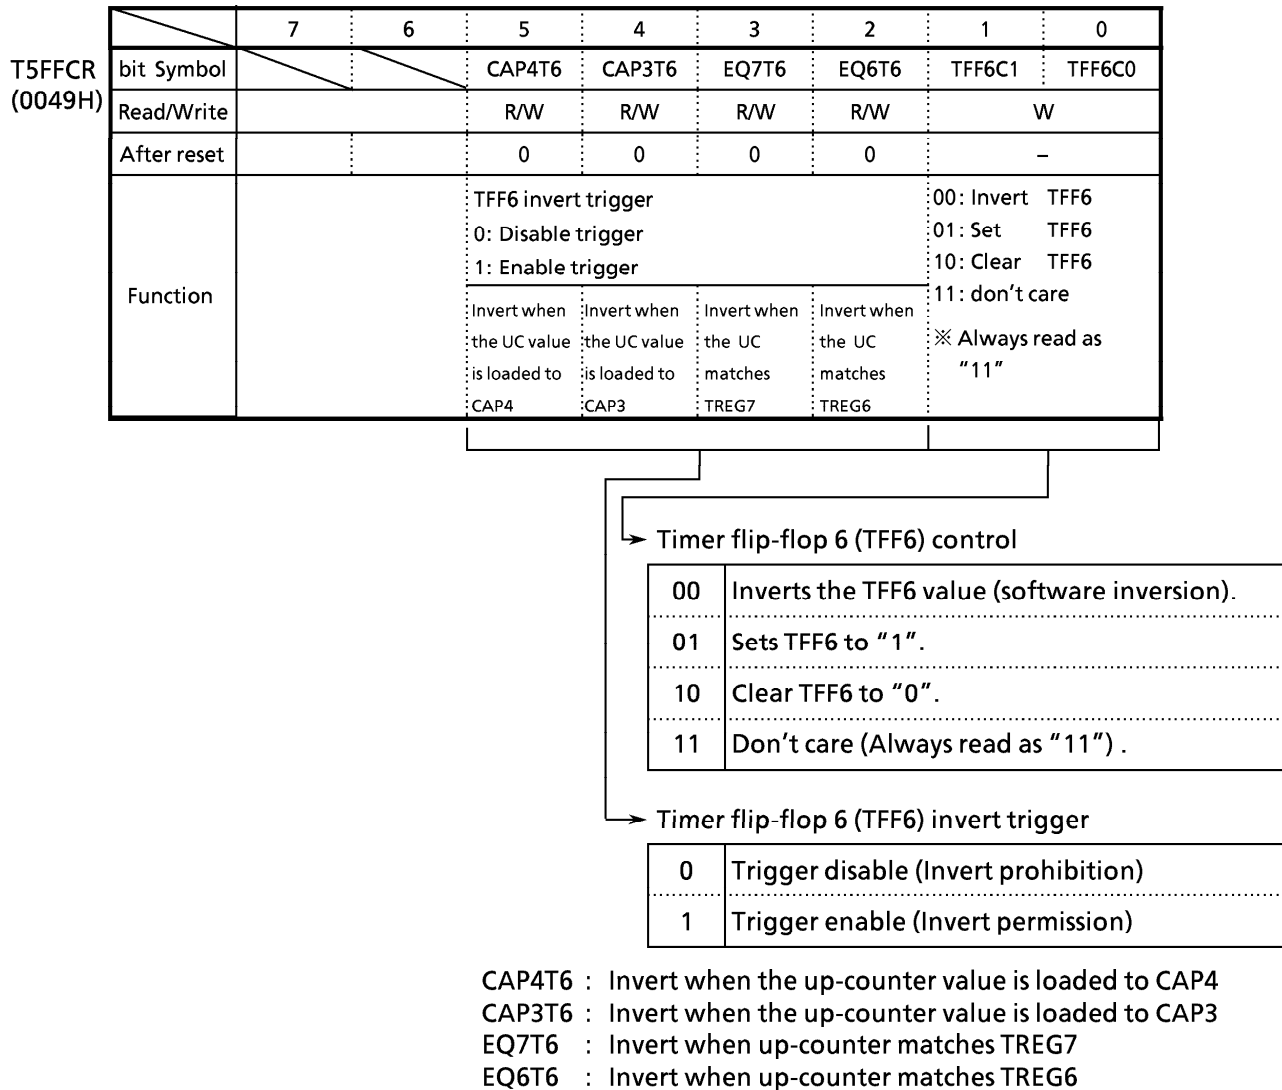 7 6 5 4 3 2 1 0
T5FFCR
(0049H)
bit Symbol CAP4T6 CAP3T6 EQ7T6 EQ6T6 TFF6C1 TFF6C0
Read/Write R/W R/W R/W R/W W
After reset 0 0 0 0 –
Function
TFF6 invert trigger
0: Disable trigger
1: Enable trigger
Invert when
the UC value
is loaded to
CAP4
Invert when
the UC value
is loaded to
CAP3
Invert when
the UC
matches
TREG7
Invert when
the UC
matches
TREG6
00: Invert TFF6
01: Set TFF6
10: Clear TFF6
11: don't care
※ Always read as
"11"
Timer flip-flop 6 (TFF6) control
00 Inverts the TFF6 value (software inversion).
01 Sets TFF6 to "1".
10 Clear TFF6 to "0".
11 Don't care (Always read as "11") .
Timer flip-flop 6 (TFF6) invert trigger
0 Trigger disable (Invert prohibition)
1 Trigger enable (Invert permission)
CAP4T6 : Invert when the up-counter value is loaded to CAP4
CAP3T6 : Invert when the up-counter value is loaded to CAP3
EQ7T6 : Invert when up-counter matches TREG7
EQ6T6 : Invert when up-counter matches TREG6